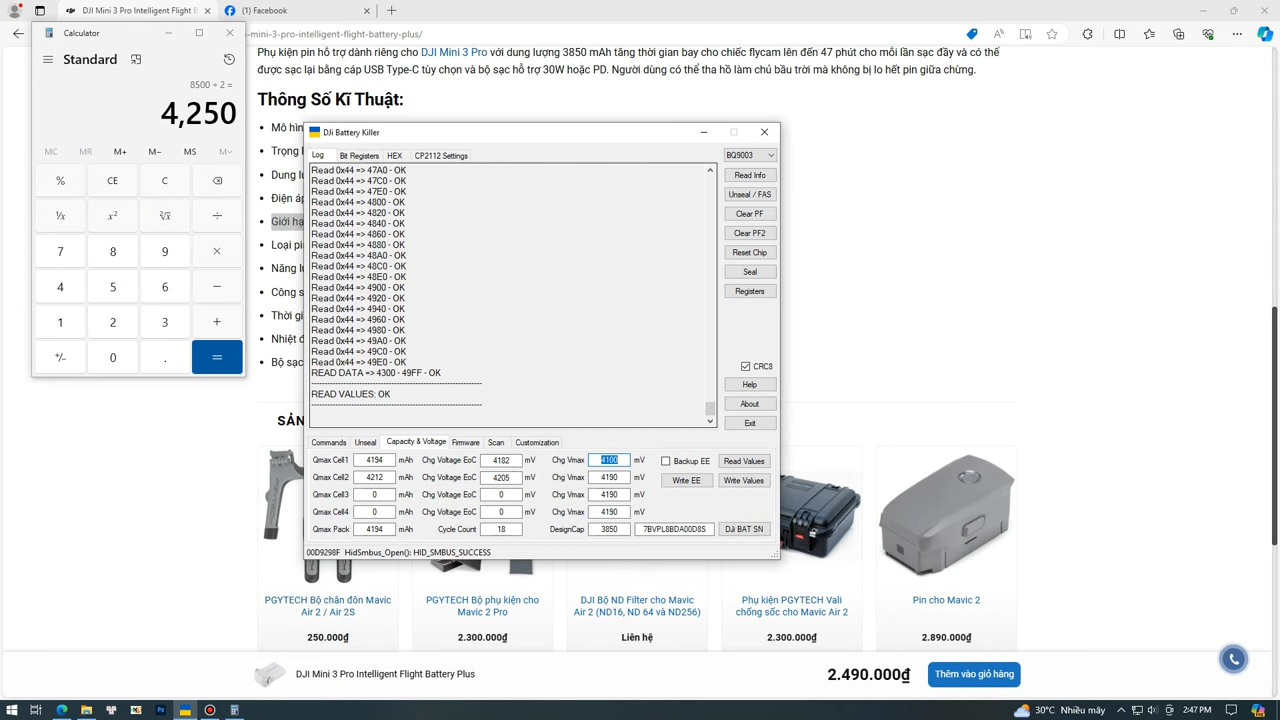 DJI Mini 3 Pro Intelligent Flight B
(1) Facebook
-mini-3-pro-intelligent-flight-battery-plus/
Calculator
Standard
8500 ÷ 2 =
4,250
MC MR M+ M− MS M˅
% CE C
¹/x x² ²√x ÷
7 8 9 ×
4 5 6 −
1 2 3 +
+/− 0 . =
Phụ kiện pin hỗ trợ dành riêng cho DJI Mini 3 Pro với dung lượng 3850 mAh tăng thời gian bay cho chiếc flycam lên đến 47 phút cho mỗi lần sạc đầy và có thể
được sạc lại bằng cáp USB Type-C tùy chọn và bộ sạc hỗ trợ 30W hoặc PD. Người dùng có thể tha hồ làm chủ bầu trời mà không bị lo hết pin giữa chừng.
Thông Số Kĩ Thuật:
Mô hìn
Trọng l
Dung lư
Điện áp
Giới hạ
Loại pin
Năng lư
Công s
Thời gi
Nhiệt đ
Bộ sạc
DJi Battery Killer
Log Bit Registers HEX CP2112 Settings
Read 0x44 => 47A0 - OK
Read 0x44 => 47C0 - OK
Read 0x44 => 47E0 - OK
Read 0x44 => 4800 - OK
Read 0x44 => 4820 - OK
Read 0x44 => 4840 - OK
Read 0x44 => 4860 - OK
Read 0x44 => 4880 - OK
Read 0x44 => 48A0 - OK
Read 0x44 => 48C0 - OK
Read 0x44 => 48E0 - OK
Read 0x44 => 4900 - OK
Read 0x44 => 4920 - OK
Read 0x44 => 4940 - OK
Read 0x44 => 4960 - OK
Read 0x44 => 4980 - OK
Read 0x44 => 49A0 - OK
Read 0x44 => 49C0 - OK
Read 0x44 => 49E0 - OK
READ DATA => 4300 - 49FF - OK
READ VALUES: OK
BQ9003
Read Info
Unseal / FAS
Clear PF
Clear PF2
Reset Chip
Seal
Registers
CRC8
Help
About
Exit
Commands Unseal Capacity & Voltage Firmware Scan Customization
Qmax Cell1 4194 mAh Chg Voltage EoC 4182 mV Chg Vmax 4100 mV Backup EE Read Values
Qmax Cell2 4212 mAh Chg Voltage EoC 4205 mV Chg Vmax 4190 mV Write EE Write Values
Qmax Cell3 0 mAh Chg Voltage EoC 0 mV Chg Vmax 4190 mV
Qmax Cell4 0 mAh Chg Voltage EoC 0 mV Chg Vmax 4190 mV
Qmax Pack 4194 mAh Cycle Count 18 DesignCap 3850 7BVPL8BDA00D8S DJi BAT SN
00D9298F HidSmbus_Open(): HID_SMBUS_SUCCESS
SẢN
PGYTECH Bộ chân đôn Mavic
Air 2 / Air 2S
250.000₫
PGYTECH Bộ phụ kiện cho
Mavic 2 Pro
2.300.000₫
DJI Bộ ND Filter cho Mavic
Air 2 (ND16, ND 64 và ND256)
Liên hệ
Phụ kiện PGYTECH Vali
chống sốc cho Mavic Air 2
2.300.000₫
Pin cho Mavic 2
2.890.000₫
DJI Mini 3 Pro Intelligent Flight Battery Plus
2.490.000₫
Thêm vào giỏ hàng
30°C Nhiều mây
2:47 PM